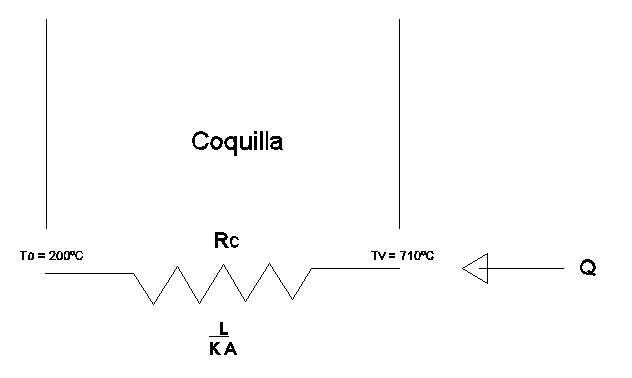 Coquilla
Rc
To = 200ºC
Tv = 710ºC
Q
L
K A